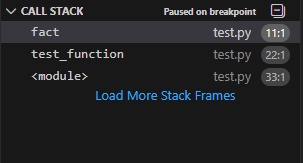 CALL STACK Paused on breakpoint
fact test.py 11:1
test_function test.py 22:1
<module> test.py 33:1
Load More Stack Frames